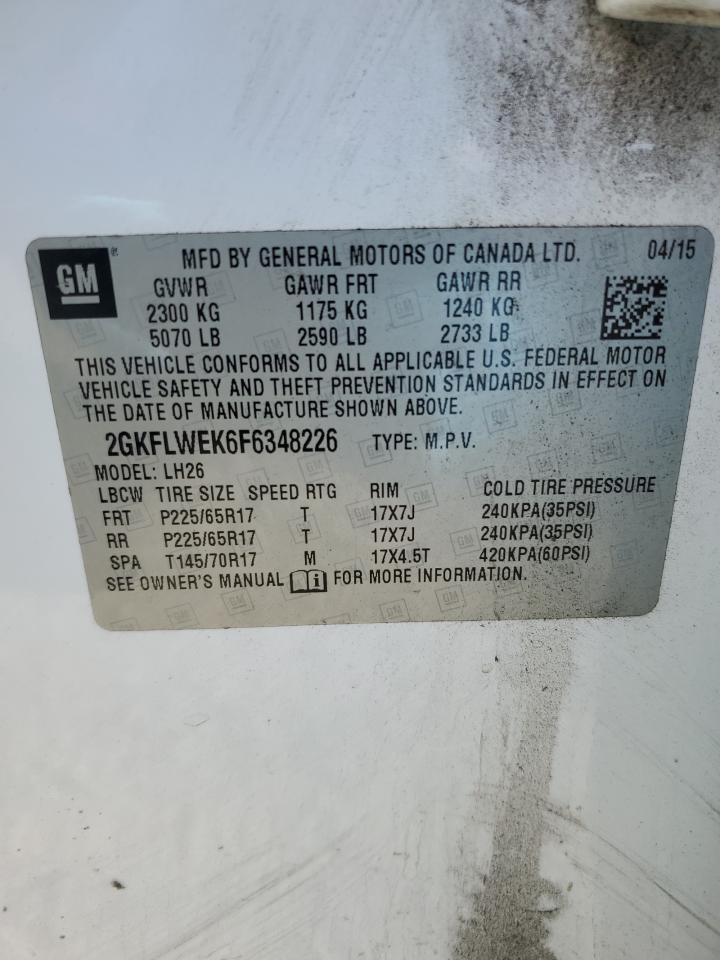 GM ® MFD BY GENERAL MOTORS OF CANADA LTD. 04/15
GVWR GAWR FRT GAWR RR
2300 KG 1175 KG 1240 KG
5070 LB 2590 LB 2733 LB
THIS VEHICLE CONFORMS TO ALL APPLICABLE U.S. FEDERAL MOTOR
VEHICLE SAFETY AND THEFT PREVENTION STANDARDS IN EFFECT ON
THE DATE OF MANUFACTURE SHOWN ABOVE.
2GKFLWEK6F6348226 TYPE: M.P.V.
MODEL: LH26
LBCW TIRE SIZE SPEED RTG RIM COLD TIRE PRESSURE
FRT P225/65R17 T 17X7J 240KPA(35PSI)
RR P225/65R17 T 17X7J 240KPA(35PSI)
SPA T145/70R17 M 17X4.5T 420KPA(60PSI)
SEE OWNER'S MANUAL i FOR MORE INFORMATION.